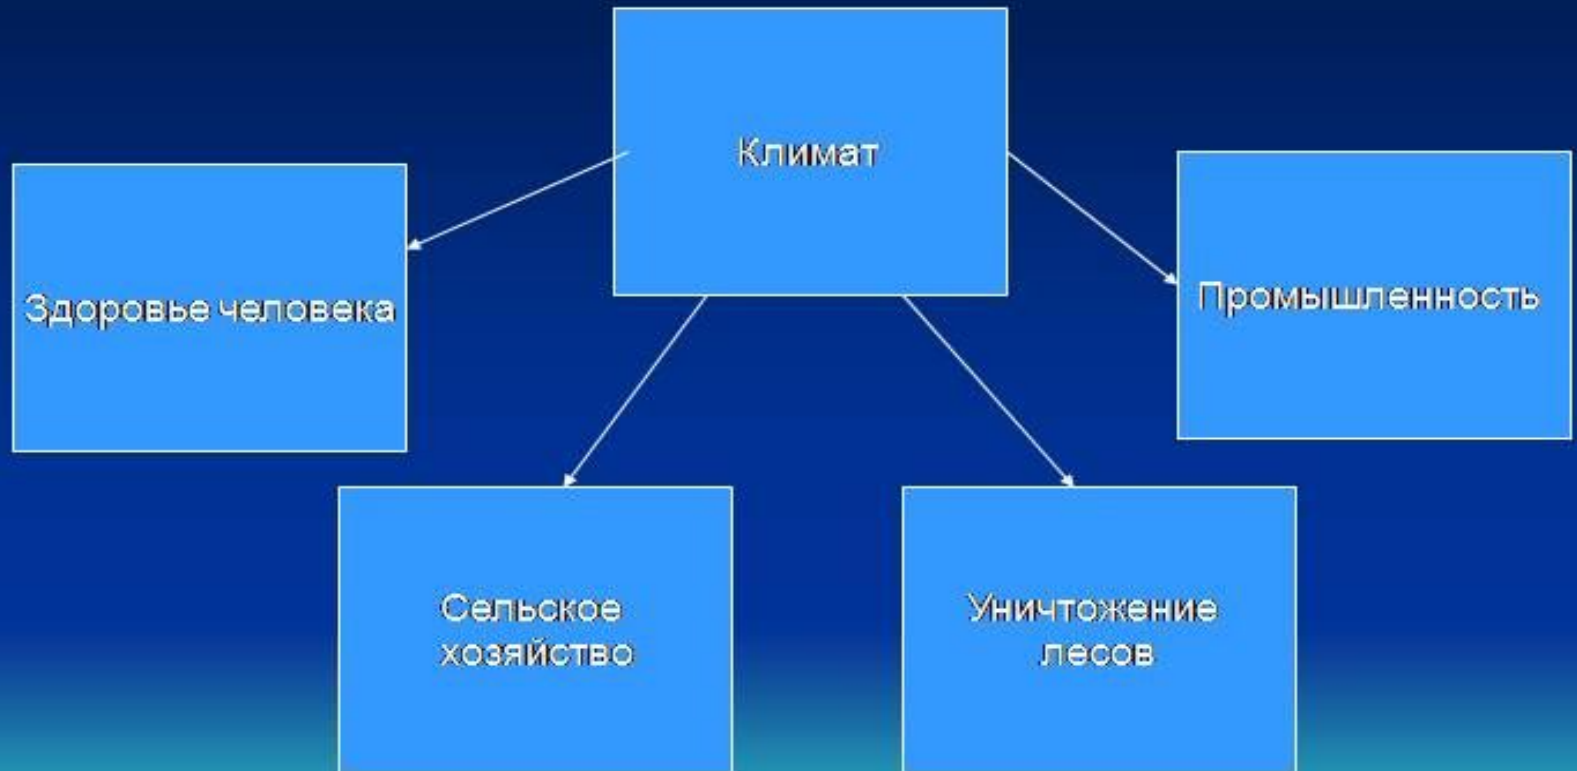 Климат
Здоровье человека
Промышленность
Сельское
хозяйство
Уничтожение
лесов